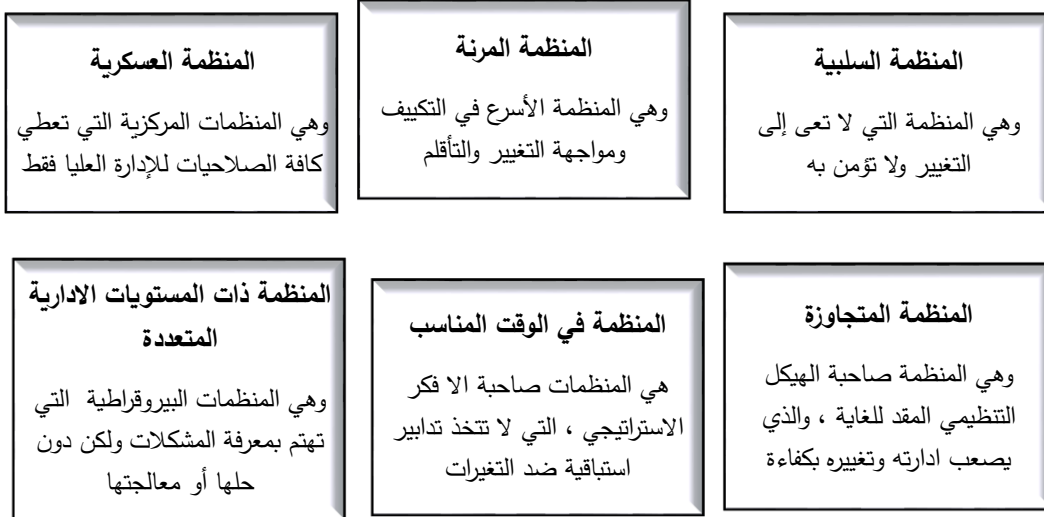 المنظمة السلبية
وهي المنظمة التي لا تعى إلى
التغيير ولا تؤمن به
المنظمة المرنة
وهي المنظمة الأسرع في التكييف
ومواجهة التغيير والتأقلم
المنظمة العسكرية
وهي المنظمات المركزية التي تعطي
كافة الصلاحيات للإدارة العليا فقط
المنظمة المتجاوزة
وهي المنظمة صاحبة الهيكل
التنظيمي المقد للغاية ، والذي
يصعب ادارته وتغييره بكفاءة
المنظمة في الوقت المناسب
هي المنظمات صاحبة الا فكر
الاستراتيجي ، التي لا تتخذ تدابير
استباقية ضد التغيرات
المنظمة ذات المستويات الادارية
المتعددة
وهي المنظمات البيروقراطية التي
تهتم بمعرفة المشكلات ولكن دون
حلها أو معالجتها